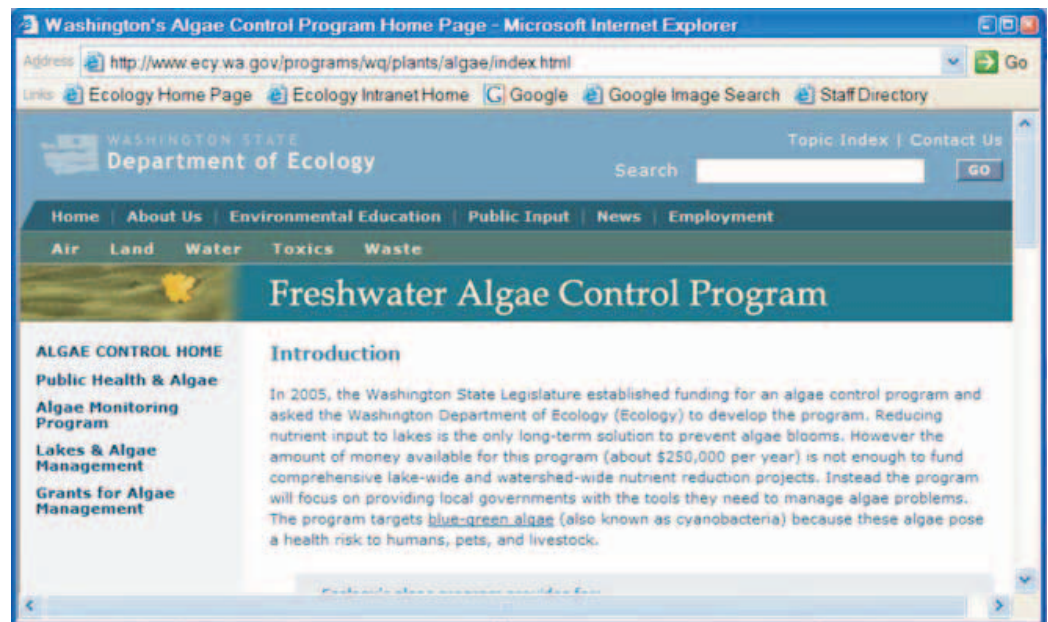 Washington's Algae Control Program Home Page - Microsoft Internet Explorer
Address http://www.ecy.wa.gov/programs/wq/plants/algae/index.html Go
Links Ecology Home Page Ecology Intranet Home G Google Google Image Search Staff Directory
WASHINGTON STATE
Department of Ecology
Topic Index | Contact Us
Search GO
Home | About Us | Environmental Education | Public Input | News | Employment
Air Land Water Toxics Waste
Freshwater Algae Control Program
ALGAE CONTROL HOME
Public Health & Algae
Algae Monitoring
Program
Lakes & Algae
Management
Grants for Algae
Management
Introduction
In 2005, the Washington State Legislature established funding for an algae control program and
asked the Washington Department of Ecology (Ecology) to develop the program. Reducing
nutrient input to lakes is the only long-term solution to prevent algae blooms. However the
amount of money available for this program (about $250,000 per year) is not enough to fund
comprehensive lake-wide and watershed-wide nutrient reduction projects. Instead the program
will focus on providing local governments with the tools they need to manage algae problems.
The program targets blue-green algae (also known as cyanobacteria) because these algae pose
a health risk to humans, pets, and livestock.